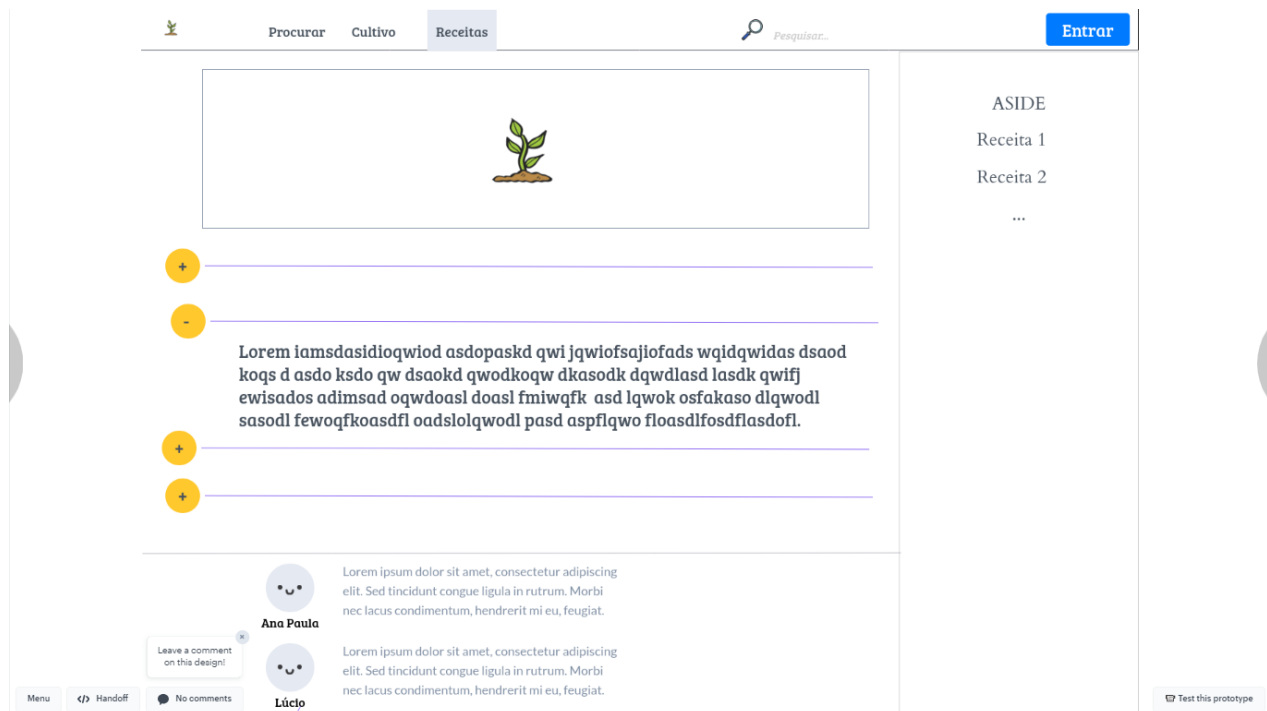 Procurar Cultivo Receitas Pesquisar... Entrar
ASIDE
Receita 1
Receita 2
...
+
-
Lorem iamsdasidioqwiod asdopaskd qwi jqwiofsajiofads wqidqwidas dsaod
koqs d asdo ksdo qw dsaokd qwodkoqw dkasodk dqwdlasd lasdk qwifj
ewisados adimsad oqwdoasl doasl fmiwqfk asd lqwok osfakaso dlqwodl
sasodl fewoqfkoasdfl oadslolqwodl pasd aspflqwo floasdlfosdflasdofl.
+
+
Lorem ipsum dolor sit amet, consectetur adipiscing
elit. Sed tincidunt congue ligula in rutrum. Morbi
nec lacus condimentum, hendrerit mi eu, feugiat.
Ana Paula
Lorem ipsum dolor sit amet, consectetur adipiscing
elit. Sed tincidunt congue ligula in rutrum. Morbi
nec lacus condimentum, hendrerit mi eu, feugiat.
Lúcio
Leave a comment
on this design!
×
Menu </> Handoff No comments Test this prototype